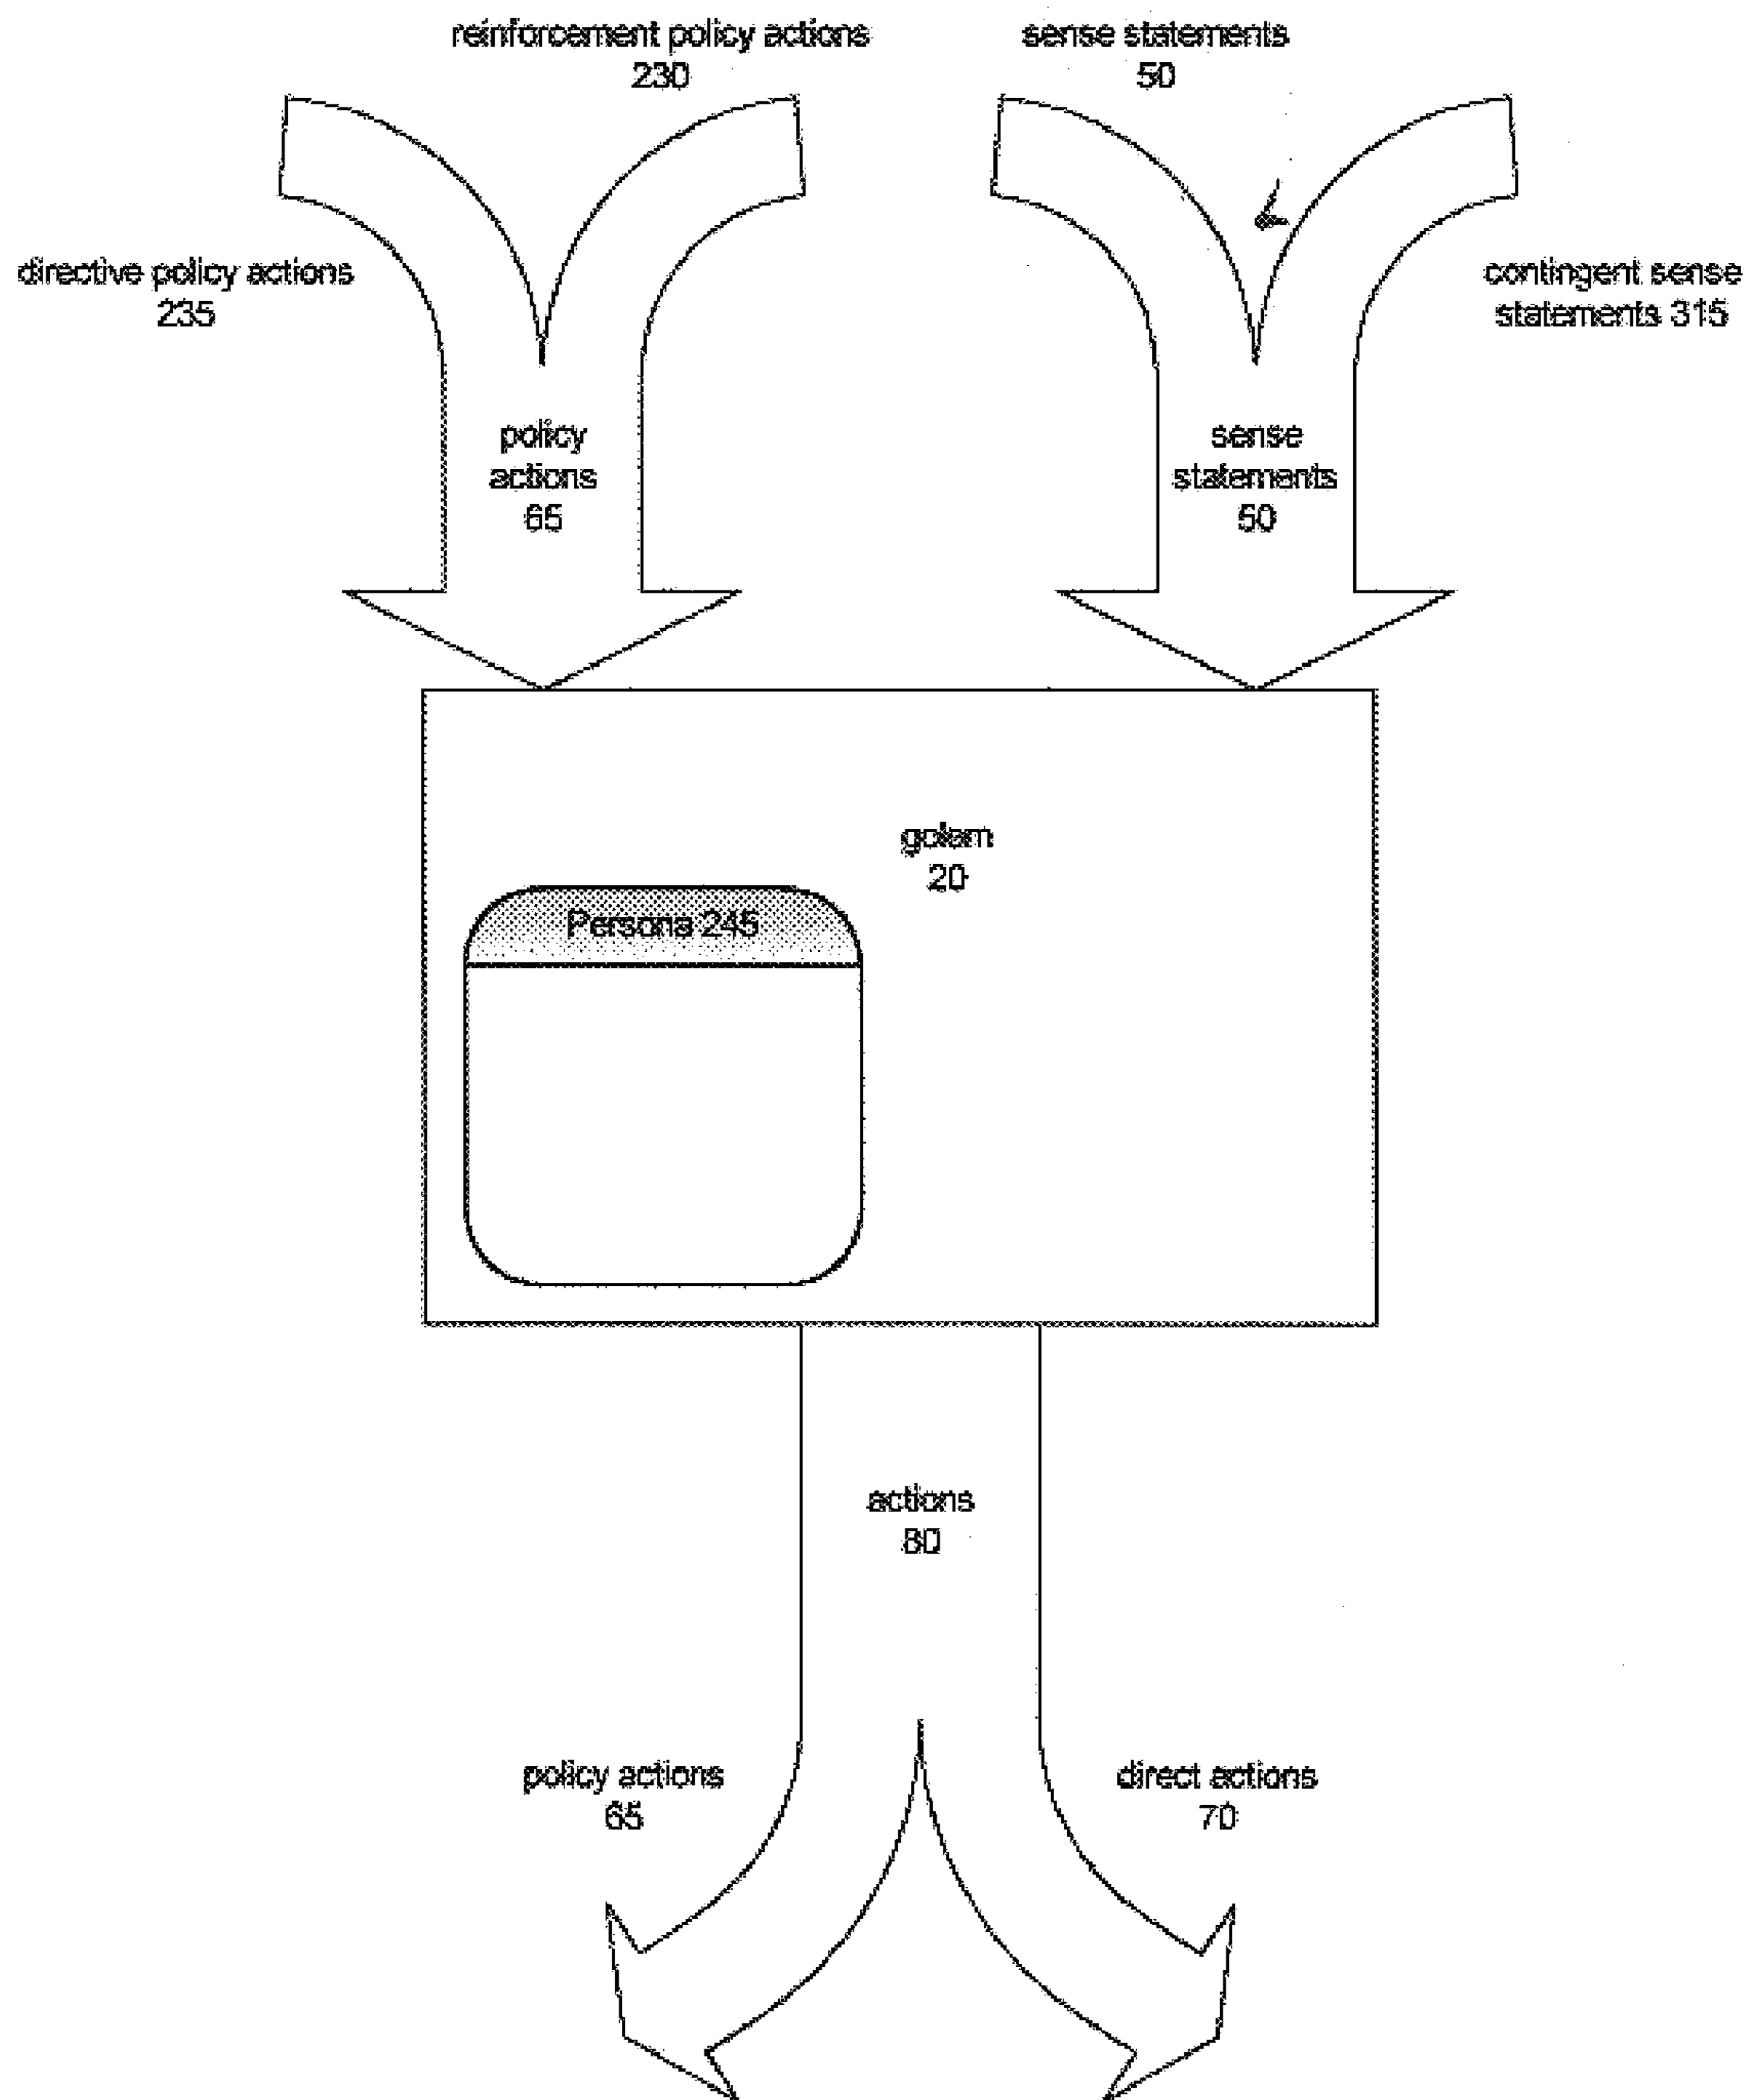 reinforcement policy actions
230
sense statements
50
directive policy actions
235
contingent sense
statements 315
policy
actions
65
sense
statements
50
golem
20
Persona 245
actions
80
policy actions
65
direct actions
70